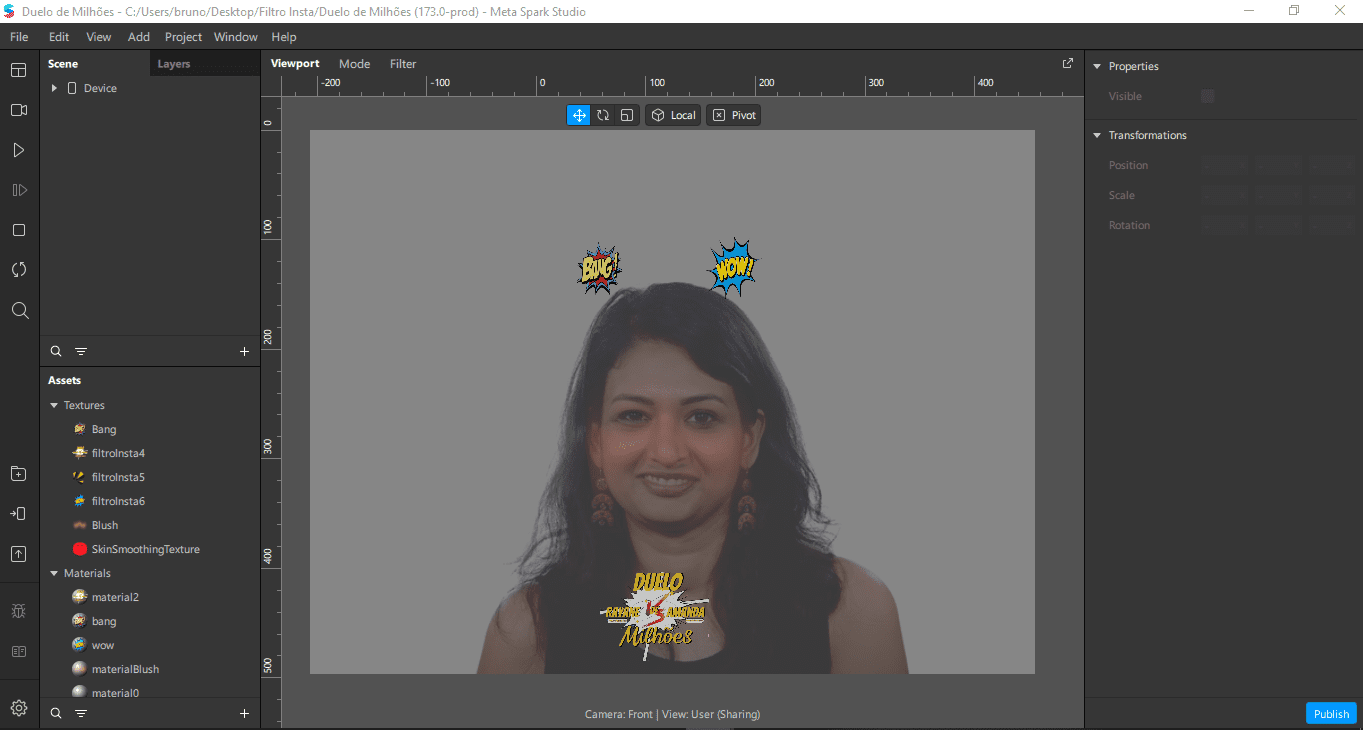 Duelo de Milhões - C:/Users/bruno/Desktop/Filtro Insta/Duelo de Milhões (173.0-prod) - Meta Spark Studio
File Edit View Add Project Window Help
Scene Layers
Device
Viewport Mode Filter
-200 -100 0 100 200 300 400
Local Pivot
0
100
200
300
400
500
BANG!
WOW!
DUELO
RAYANE VS AMANDA
Milhões
Camera: Front | View: User (Sharing)
Assets
Textures
Bang
filtroInsta4
filtroInsta5
filtroInsta6
Blush
SkinSmoothingTexture
Materials
material2
bang
wow
materialBlush
material0
Properties
Visible
Transformations
Position
Scale
Rotation
Publish